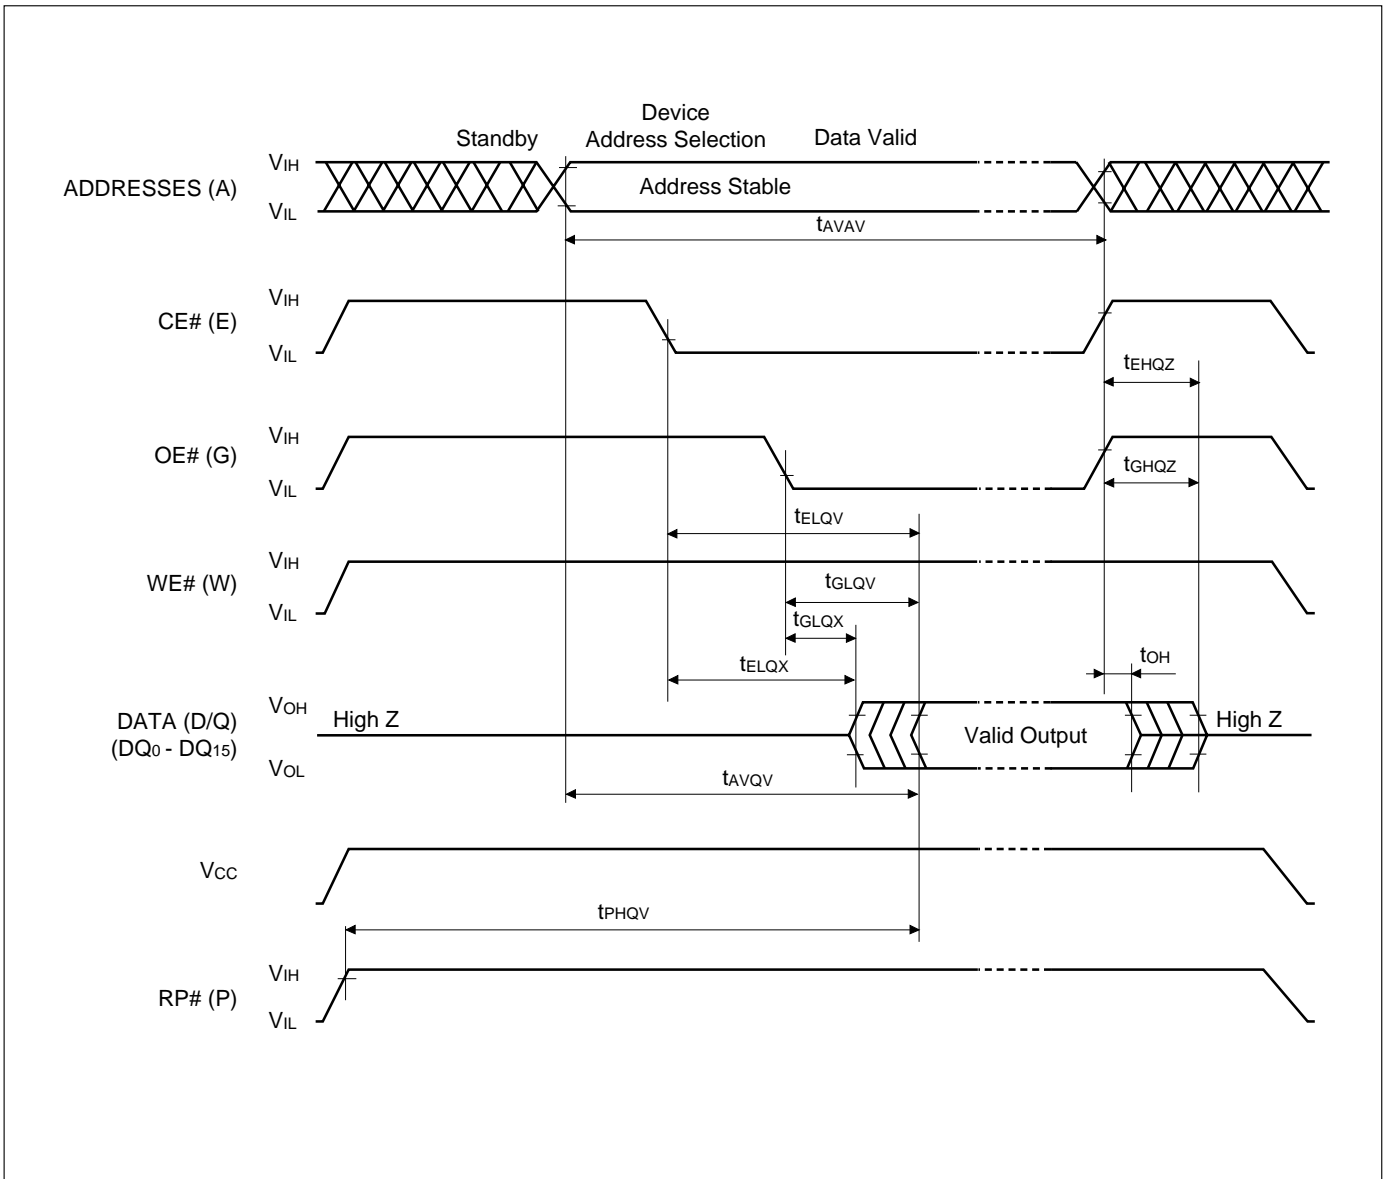 Device
Standby Address Selection Data Valid
ADDRESSES (A) VIH Address Stable
VIL
tAVAV
CE# (E) VIH
VIL
tEHQZ
OE# (G) VIH
VIL
tGHQZ
tELQV
WE# (W) VIH
VIL
tGLQV
tGLQX
tELQX
tOH
DATA (D/Q)
(DQ0 - DQ15)
VOH
VOL
High Z Valid Output High Z
tAVQV
VCC
tPHQV
RP# (P) VIH
VIL